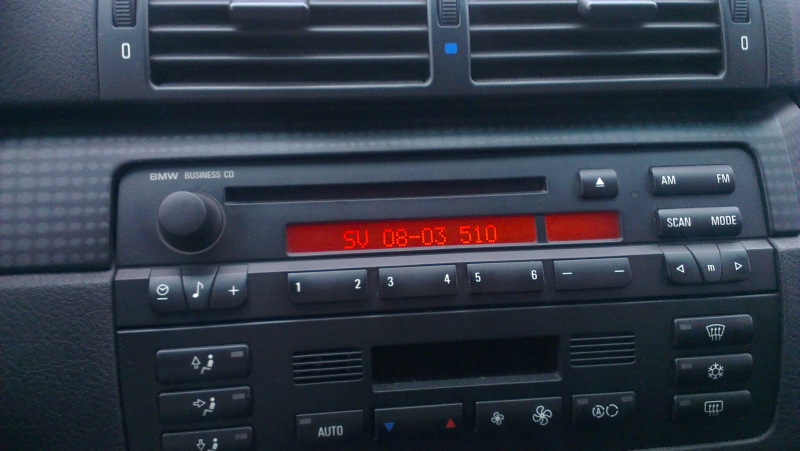 0
0
BMW BUSINESS CD
AM FM
SV 08-03 510
SCAN MODE
1 2 3 4 5 6
m
AUTO
A